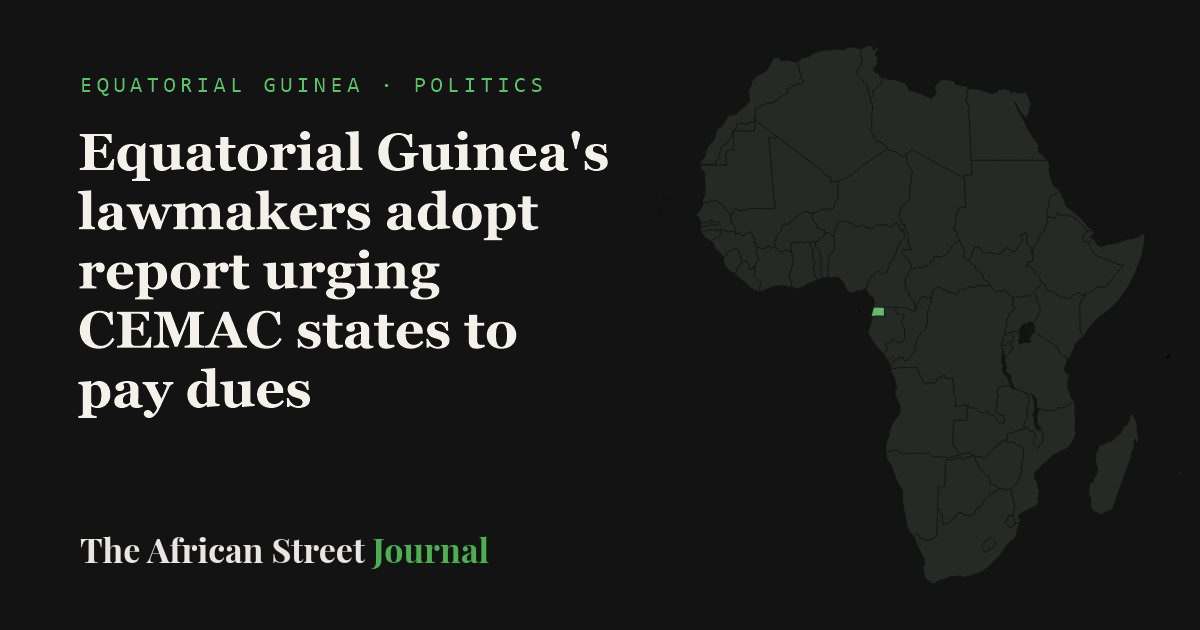 EQUATORIAL GUINEA · POLITICS
Equatorial Guinea's
lawmakers adopt
report urging
CEMAC states to
pay dues
The African Street Journal